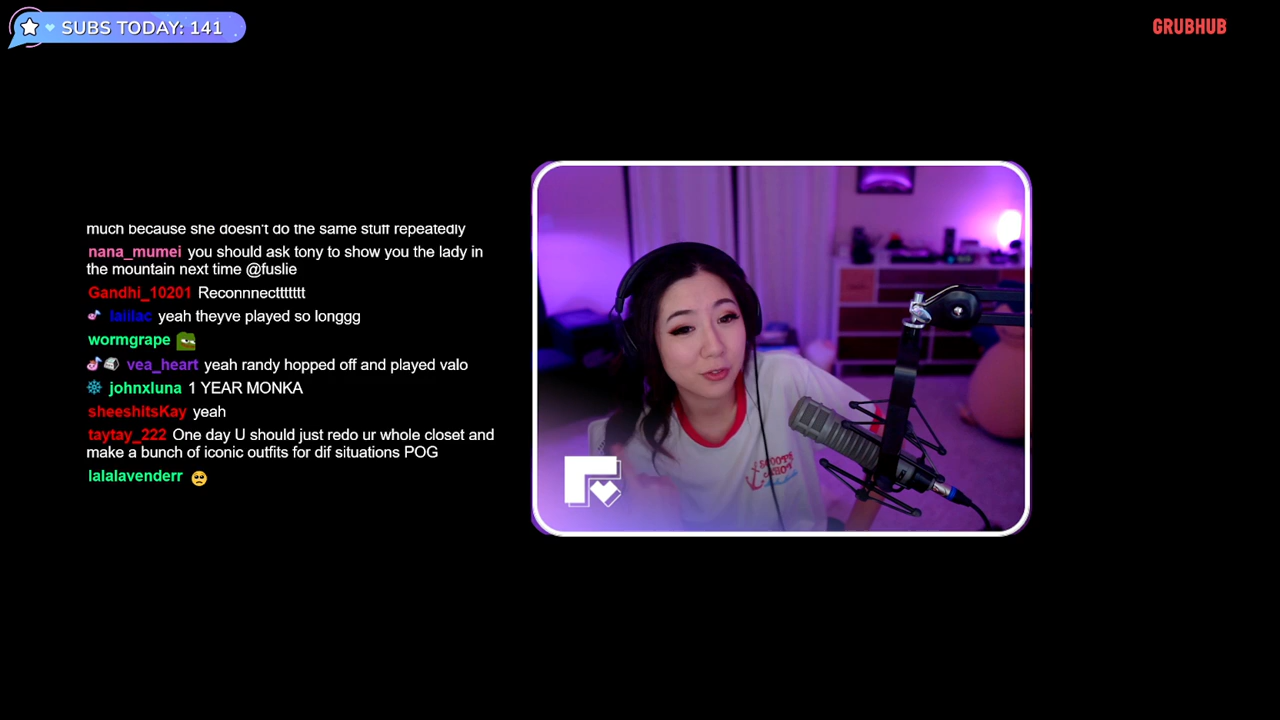 SUBS TODAY: 141
GRUBHUB
much because she doesn't do the same stuff repeatedly
nana_mumei you should ask tony to show you the lady in
the mountain next time @fuslie
Gandhi_10201 Reconnnecttttttt
yeah theyve played so longgg
wormgrape
vea_heart yeah randy hopped off and played valo
johnxluna 1 YEAR MONKA
sheeshitsKay yeah
taytay_222 One day U should just redo ur whole closet and
make a bunch of iconic outfits for dif situations POG
lalalavenderr